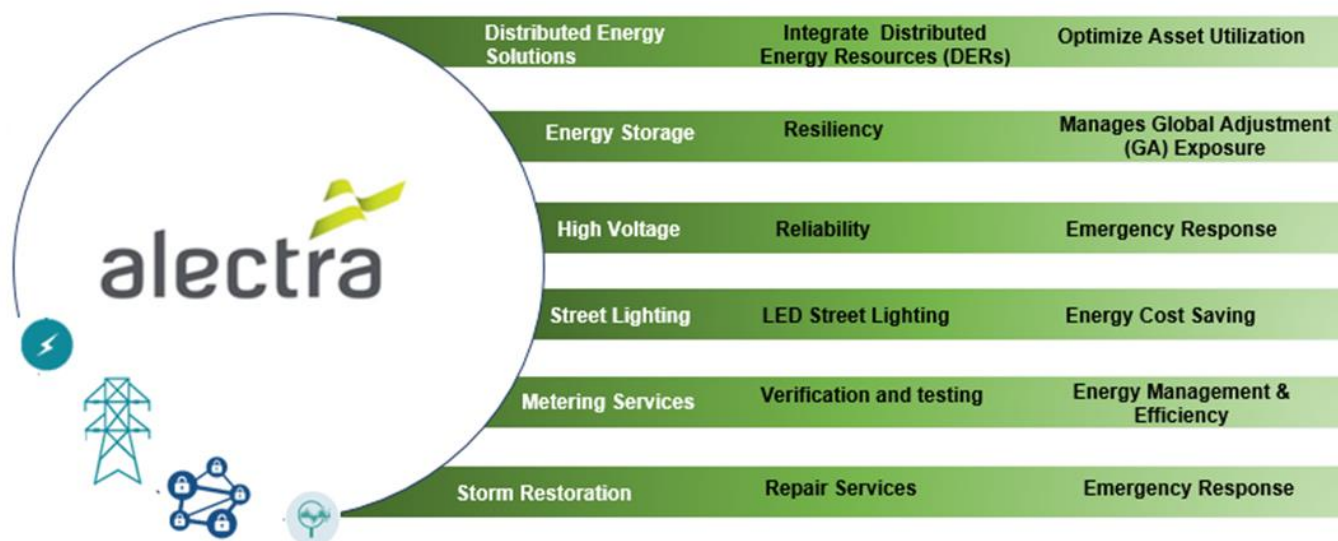 alectra
Distributed Energy
Solutions
Integrate Distributed
Energy Resources (DERs)
Optimize Asset Utilization
Energy Storage
Resiliency
Manages Global Adjustment
(GA) Exposure
High Voltage
Reliability
Emergency Response
Street Lighting
LED Street Lighting
Energy Cost Saving
Metering Services
Verification and testing
Energy Management &
Efficiency
Storm Restoration
Repair Services
Emergency Response